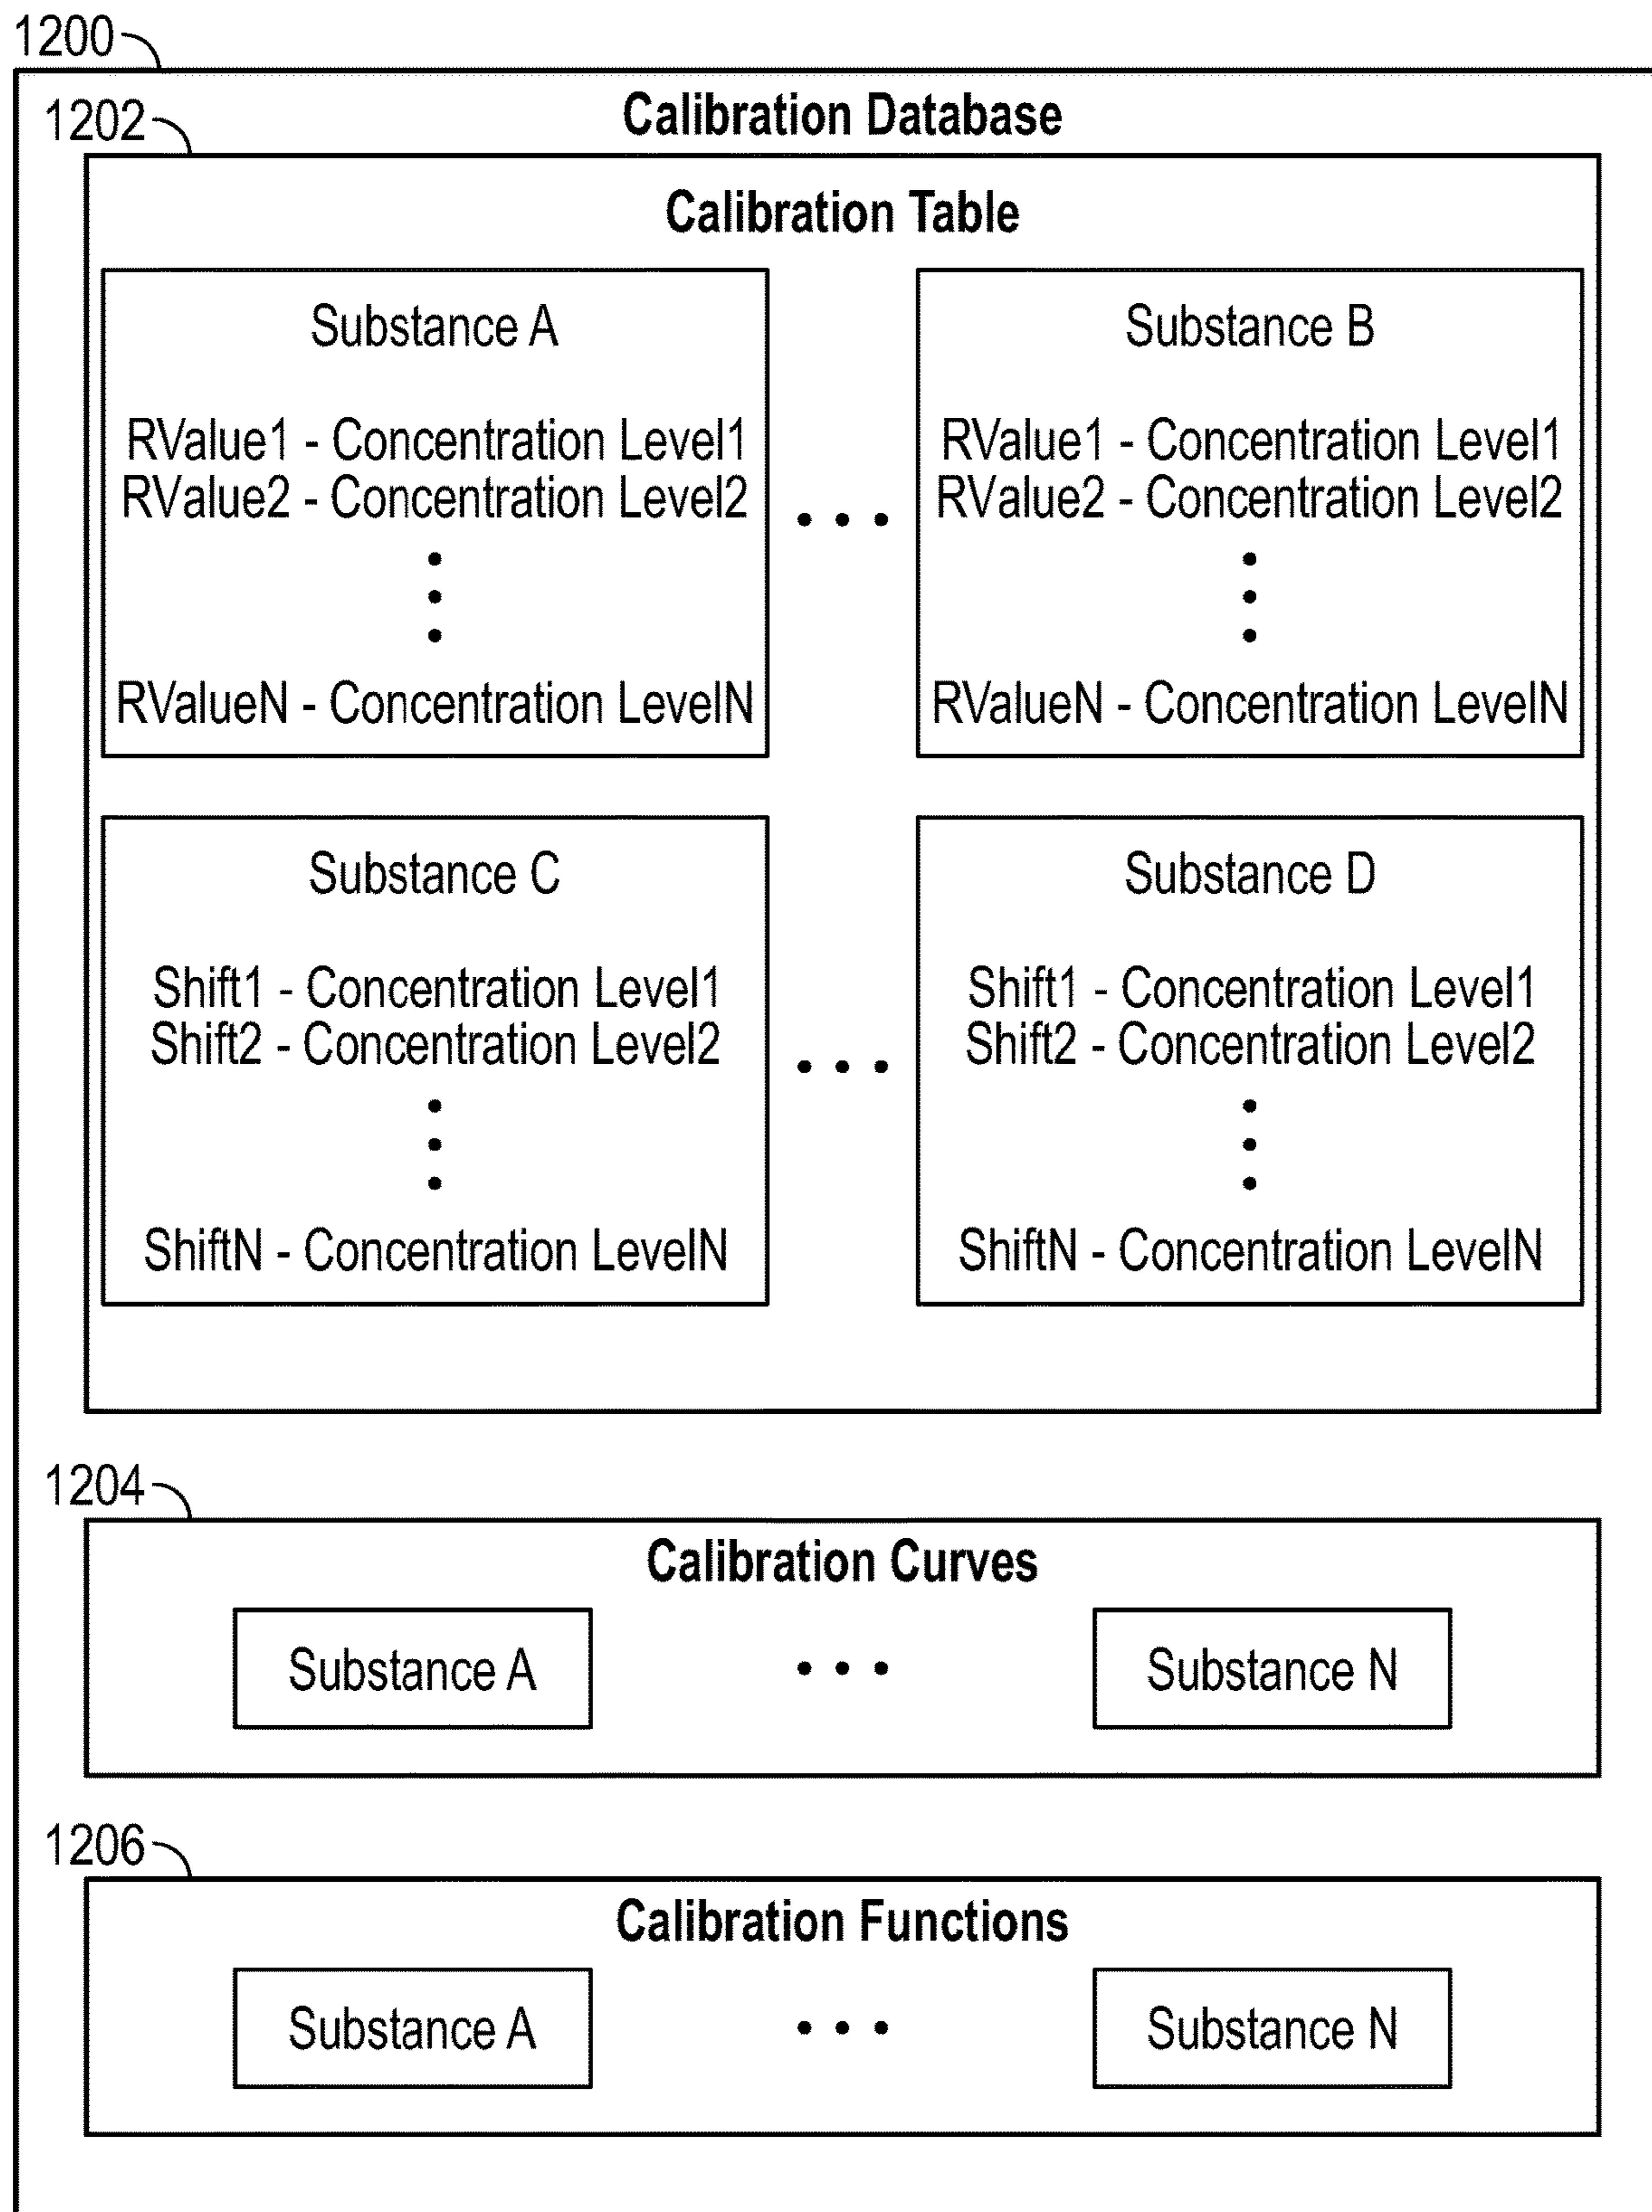 1200
1202
Calibration Database
Calibration Table
Substance A
RValue1 - Concentration Level1
RValue2 - Concentration Level2
RValueN - Concentration LevelN
Substance B
RValue1 - Concentration Level1
RValue2 - Concentration Level2
RValueN - Concentration LevelN
Substance C
Shift1 - Concentration Level1
Shift2 - Concentration Level2
ShiftN - Concentration LevelN
Substance D
Shift1 - Concentration Level1
Shift2 - Concentration Level2
ShiftN - Concentration LevelN
1204
Calibration Curves
Substance A
Substance N
1206
Calibration Functions
Substance A
Substance N